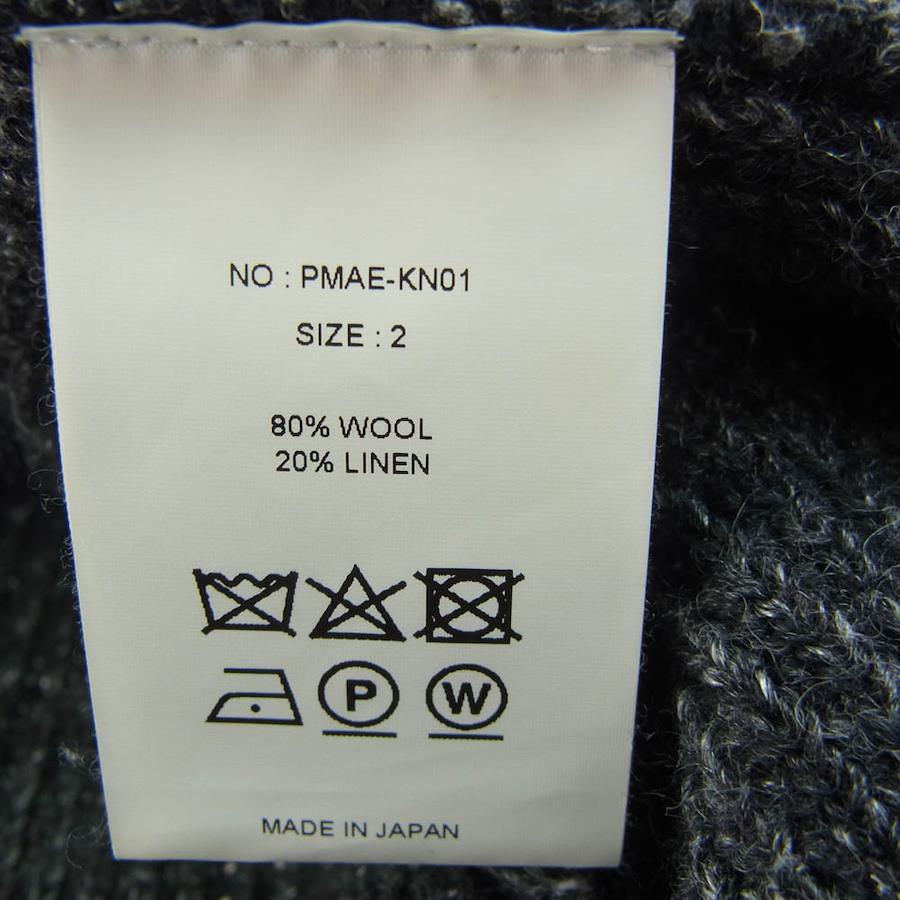 NO : PMAE-KN01
SIZE : 2
80% WOOL
20% LINEN
P W
MADE IN JAPAN